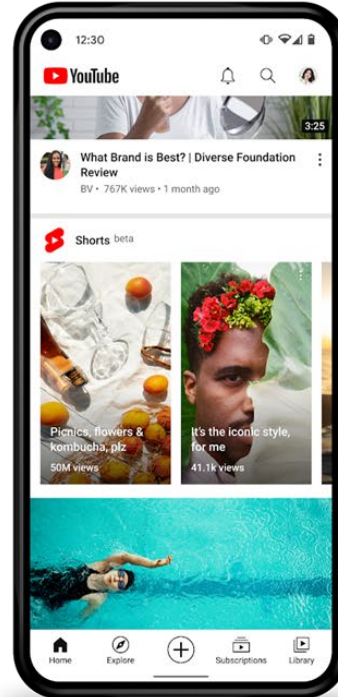 12:30
YouTube
3:25
What Brand is Best? | Diverse Foundation
Review
BV • 767K views • 1 month ago
Shorts beta
Picnics, flowers &
kombucha, plz
50M views
It's the iconic style,
for me
41.1k views
Home
Explore
Subscriptions
Library